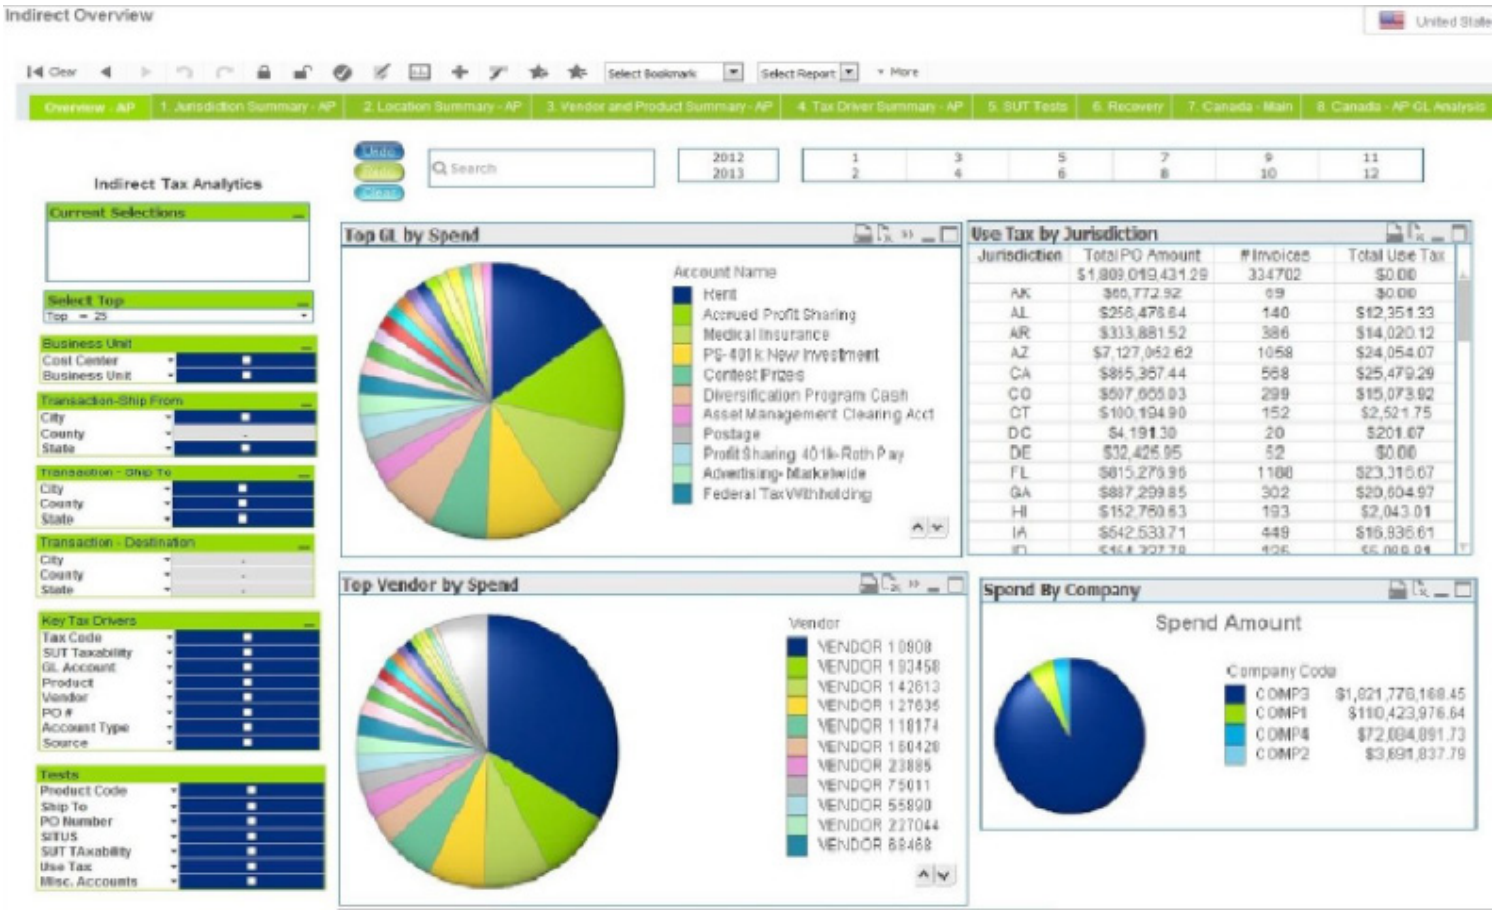 Indirect Overview
United State
Clear
Select Bookmark
Select Report
More
Overview - AP
1. Jurisdiction Summary - AP
2. Location Summary - AP
3. Vendor and Product Summary - AP
4. Tax Driver Summary - AP
5. SUT Tests
6. Recovery
7. Canada - Main
8. Canada - AP GL Analysis
Undo
Clear
Search
2012
2013
1 3 5 7 9 11
2 4 6 8 10 12
Indirect Tax Analytics
Current Selections
Select Top
Top = 25
Business Unit
Cost Center
Business Unit
Transaction-Ship From
City
County
State
Transaction - Ship To
City
County
State
Transaction - Destination
City
County
State
Key Tax Drivers
Tax Code
SUT Taxability
GL Account
Product
Vendor
PO #
Account Type
Source
Tests
Product Code
Ship To
PO Number
SITUS
SUT TAxability
Use Tax
Misc. Accounts
Top GL by Spend
Account Name
Rent
Accrued Profit Sharing
Medical Insurance
PS-401k New Investment
Contest Prizes
Diversification Program Cash
Asset Management Clearing Acct
Postage
Profit Sharing 401k-Roth Pay
Advertising-Marketwide
Federal Tax Withholding
Use Tax by Jurisdiction
Jurisdiction Total PO Amount # Invoices Total Use Tax
$1,809,019,431.29 334702 $0.00
AK $66,772.92 69 $0.00
AL $256,476.64 140 $12,351.33
AR $333,881.52 386 $14,020.12
AZ $7,127,052.62 1058 $24,054.07
CA $865,367.44 568 $25,479.29
CO 299 $15,073.92
CT $100,194.90 152 $2,521.75
DC $4,191.30 20 $201.07
DE $32,426.95 52 $0.00
FL $815,276.96 1188 $23,316.67
GA $887,299.85 302 $20,604.97
HI $152,760.63 193 $2,043.01
IA $542,533.71 449 $16,936.61
Top Vendor by Spend
Vendor
VENDOR 10908
VENDOR 193458
VENDOR 142613
VENDOR 127635
VENDOR 118174
VENDOR 160428
VENDOR 23885
VENDOR 75011
VENDOR 55890
VENDOR 227044
VENDOR 68468
Spend By Company
Spend Amount
Company Code
COMP3 $1,821,778,168.45
COMP1 $110,423,976.64
COMP4 $72,084,891.73
COMP2 $3,691,837.79